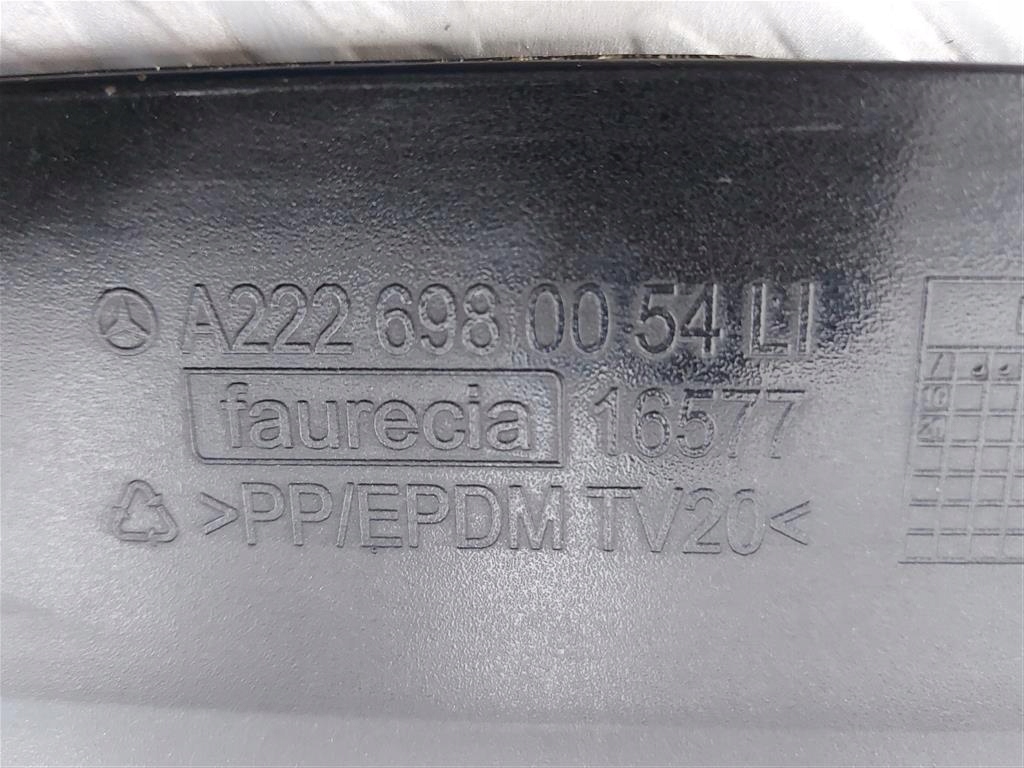 A222 698 00 54 LI
faurecia 16577
>PP/EPDM TV20<